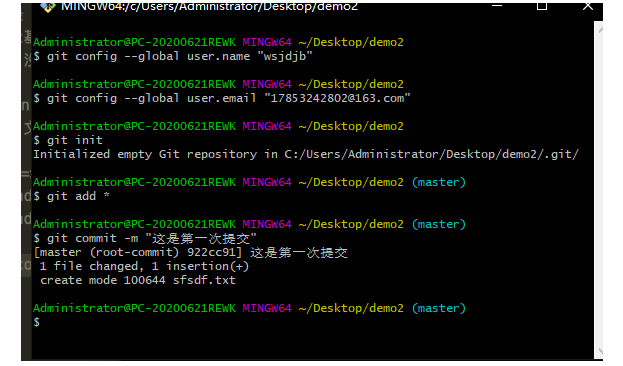 MINGW64:/c/Users/Administrator/Desktop/demo2
Administrator@PC-20200621REWK MINGW64 ~/Desktop/demo2
$ git config --global user.name "wsjdjb"
Administrator@PC-20200621REWK MINGW64 ~/Desktop/demo2
$ git config --global user.email "17853242802@163.com"
Administrator@PC-20200621REWK MINGW64 ~/Desktop/demo2
$ git init
Initialized empty Git repository in C:/Users/Administrator/Desktop/demo2/.git/
Administrator@PC-20200621REWK MINGW64 ~/Desktop/demo2 (master)
$ git add *
Administrator@PC-20200621REWK MINGW64 ~/Desktop/demo2 (master)
$ git commit -m "这是第一次提交"
[master (root-commit) 922cc91] 这是第一次提交
1 file changed, 1 insertion(+)
create mode 100644 sfsdf.txt
Administrator@PC-20200621REWK MINGW64 ~/Desktop/demo2 (master)
$